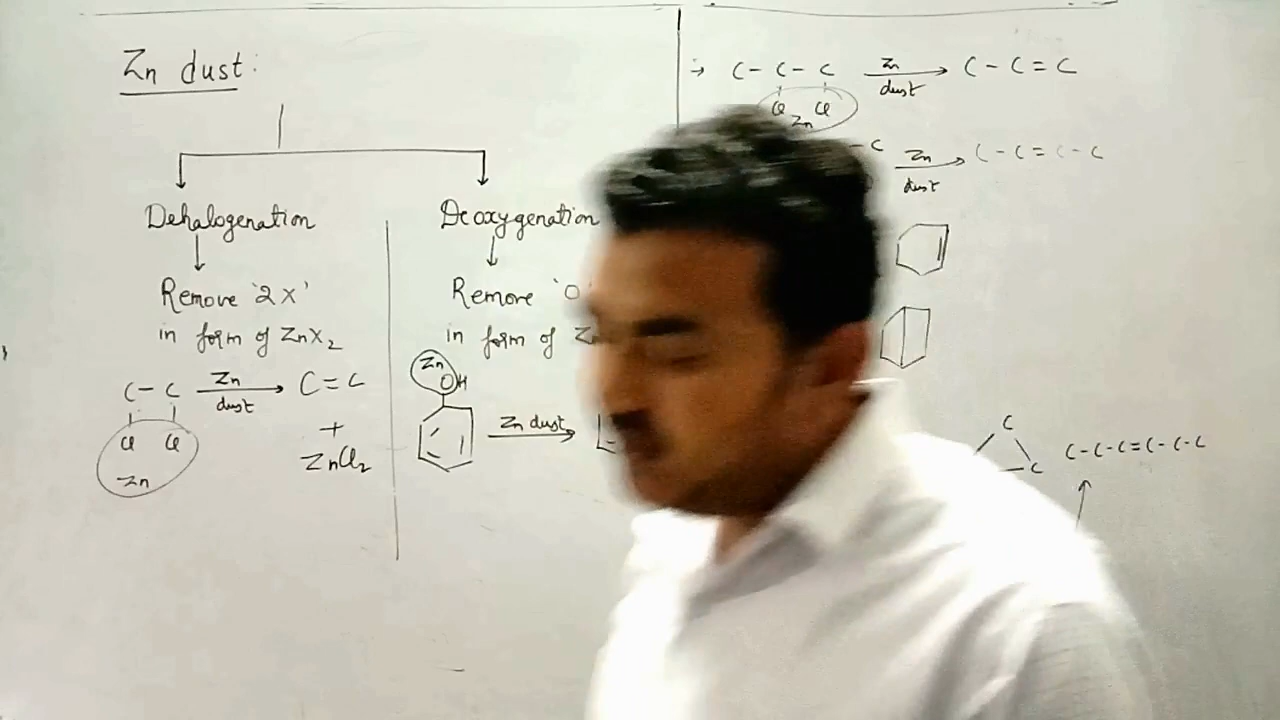 Zn dust:
Dehalogenation
Remove '2X'
in form of ZnX₂
C - C Zn dust → C = C
Cl Cl
Zn
+
ZnCl₂
Deoxygenation
Remove 'O'
in form of
Zn
OH
Zn dust →
→ C - C - C Zn dust → C - C = C
Cl Cl
Zn
- C Zn dust → C - C = C - C
C
C
C - C - C = C - C - C